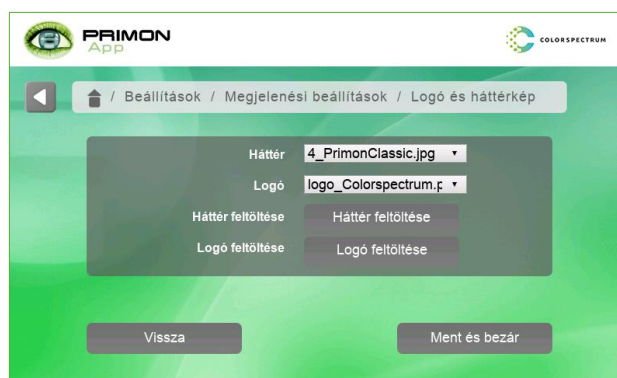 PRIMON
App
COLORSPECTRUM
/ Beállítások / Megjelenési beállítások / Logó és háttérkép
Háttér 4_PrimonClassic.jpg
Logó logo_Colorspectrum.p
Háttér feltöltése Háttér feltöltése
Logó feltöltése Logó feltöltése
Vissza Ment és bezár